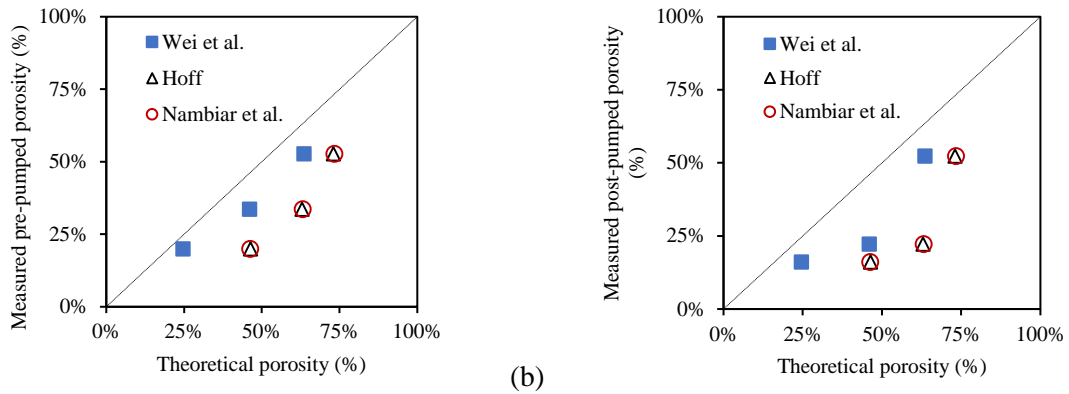 100%
75%
50%
25%
0%
Measured pre-pumped porosity (%)
Wei et al.
Hoff
Nambiar et al.
0% 25% 50% 75% 100%
Theoretical porosity (%)
(b)
100%
75%
50%
25%
0%
Measured post-pumped porosity
(%)
Wei et al.
Hoff
Nambiar et al.
0% 25% 50% 75% 100%
Theoretical porosity (%)